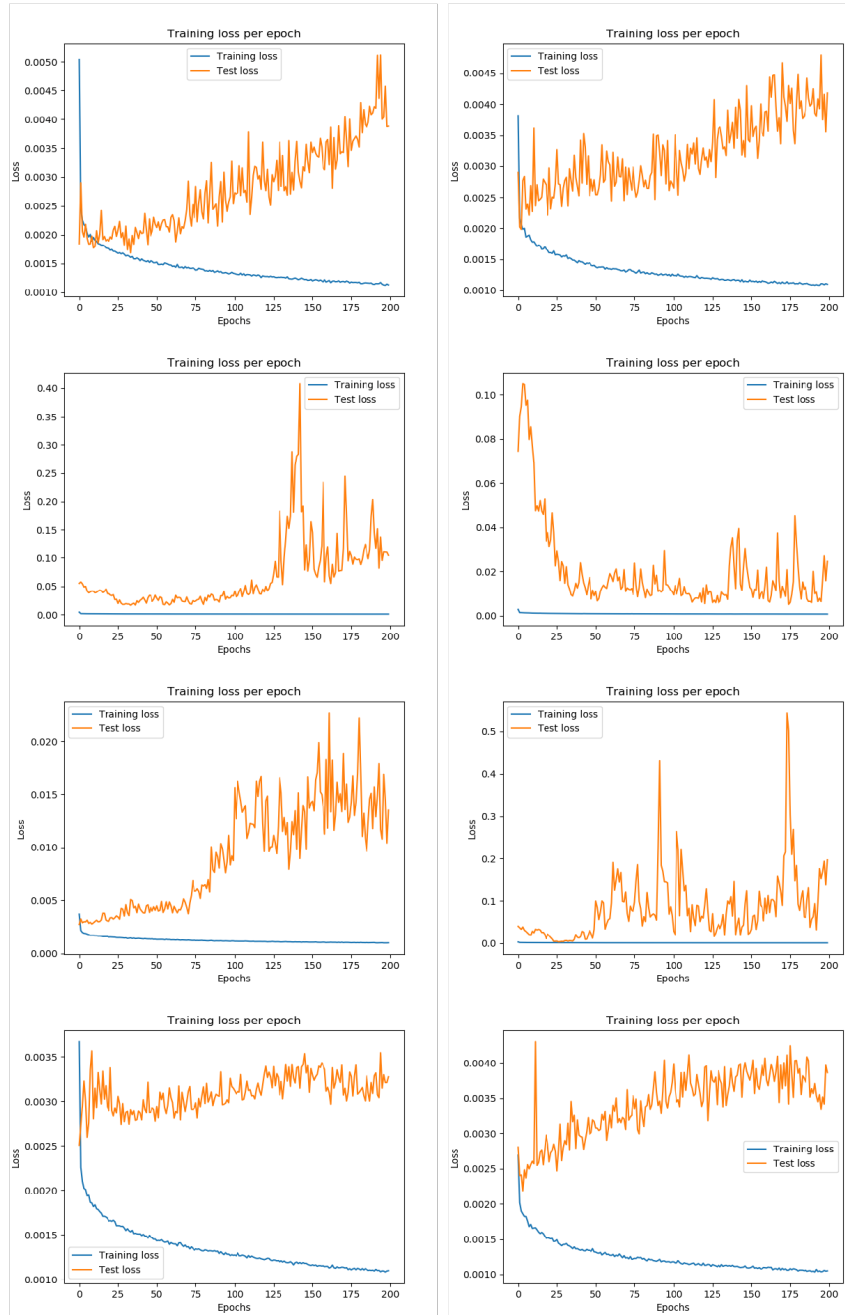 Training loss per epoch
Training loss
Test loss
0.0050
0.0045
0.0040
0.0035
0.0030
0.0025
0.0020
0.0015
0.0010
Loss
0 25 50 75 100 125 150 175 200
Epochs
Training loss per epoch
Training loss
Test loss
0.0045
0.0040
0.0035
0.0030
0.0025
0.0020
0.0015
0.0010
Loss
0 25 50 75 100 125 150 175 200
Epochs
Training loss per epoch
Training loss
Test loss
0.40
0.35
0.30
0.25
0.20
0.15
0.10
0.05
0.00
Loss
0 25 50 75 100 125 150 175 200
Epochs
Training loss per epoch
Training loss
Test loss
0.10
0.08
0.06
0.04
0.02
0.00
Loss
0 25 50 75 100 125 150 175 200
Epochs
Training loss per epoch
Training loss
Test loss
0.020
0.015
0.010
0.005
0.000
Loss
0 25 50 75 100 125 150 175 200
Epochs
Training loss per epoch
Training loss
Test loss
0.5
0.4
0.3
0.2
0.1
0.0
Loss
0 25 50 75 100 125 150 175 200
Epochs
Training loss per epoch
0.0035
0.0030
0.0025
0.0020
0.0015
0.0010
Loss
Training loss
Test loss
0 25 50 75 100 125 150 175 200
Epochs
Training loss per epoch
0.0040
0.0035
0.0030
0.0025
0.0020
0.0015
0.0010
Loss
Training loss
Test loss
0 25 50 75 100 125 150 175 200
Epochs